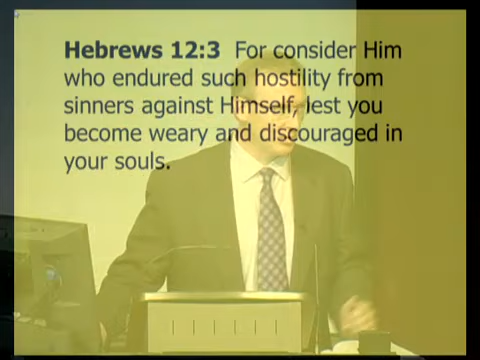 Hebrews 12:3 For consider Him
who endured such hostility from
sinners against Himself, lest you
become weary and discouraged in
your souls.